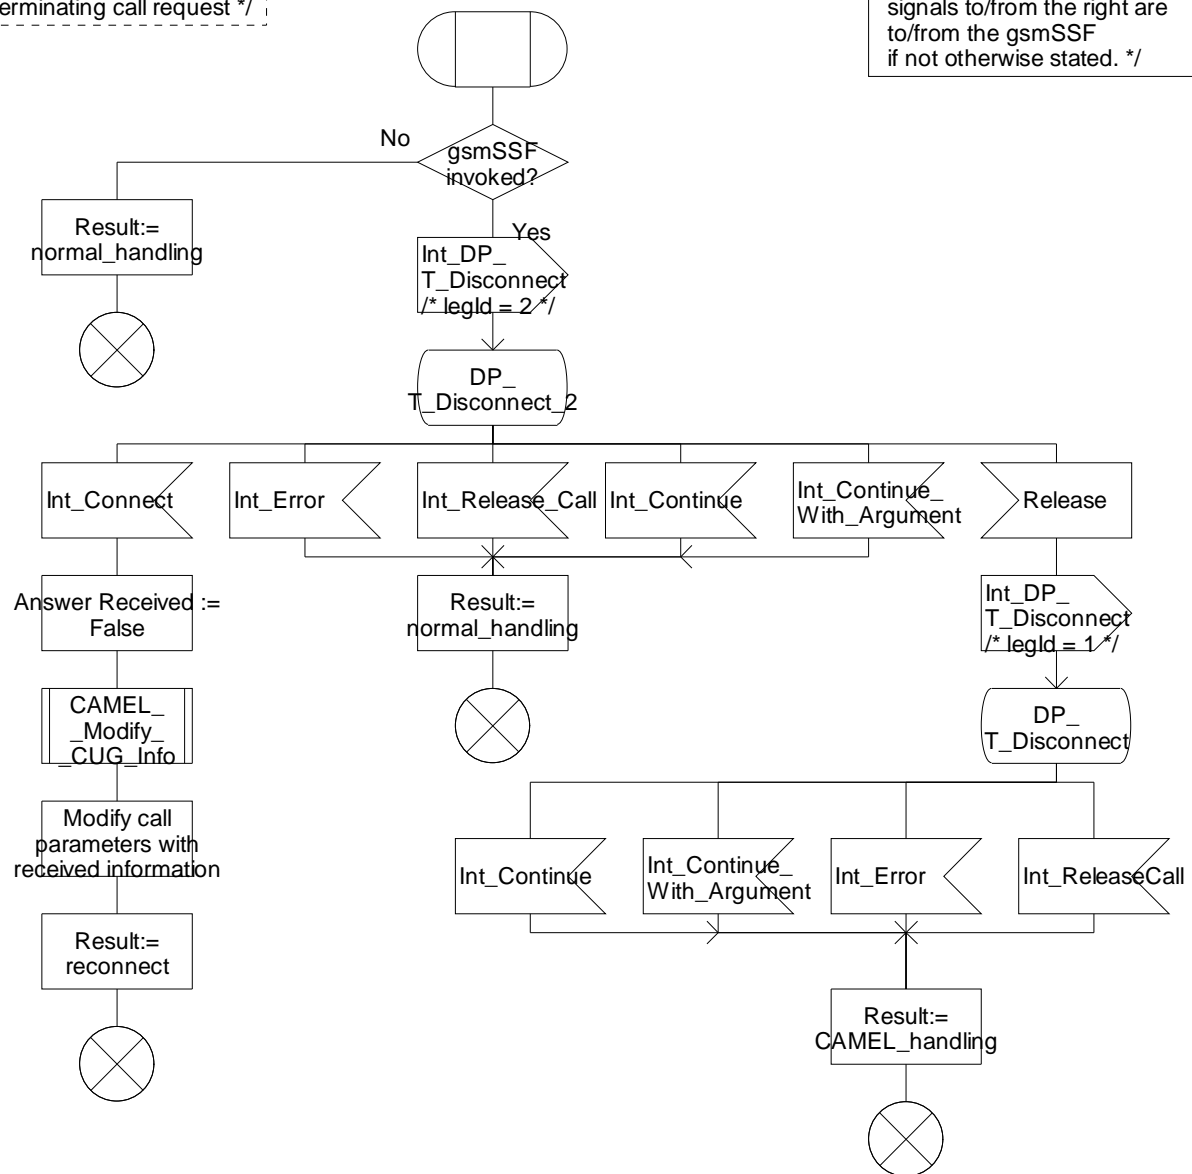 erminating call request */
signals to/from the right are
to/from the gsmSSF
if not otherwise stated. */
No
gsmSSF
invoked?
Yes
Result:=
normal_handling
Int_DP_
T_Disconnect
/* legId = 2 */
DP_
T_Disconnect_2
Int_Connect
Int_Error
Int_Release_Call
Int_Continue
Int_Continue_
With_Argument
Release
Answer Received :=
False
Result:=
normal_handling
Int_DP_
T_Disconnect
/* legId = 1 */
CAMEL_
_Modify_
_CUG_Info
DP_
T_Disconnect
Modify call
parameters with
received information
Int_Continue
Int_Continue_
With_Argument
Int_Error
Int_ReleaseCall
Result:=
reconnect
Result:=
CAMEL_handling